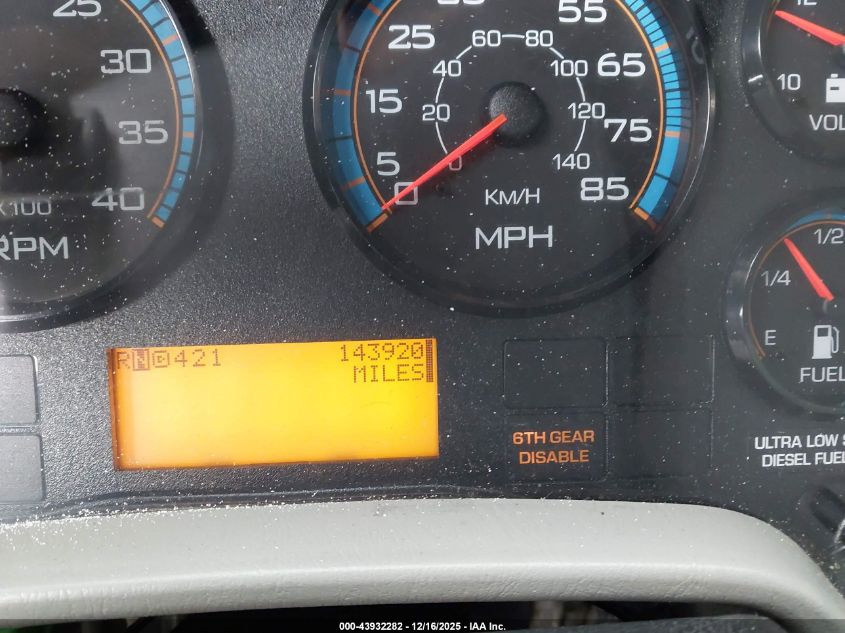 25
30
35
40
X100
RPM
5
15
25
55
65
75
85
0
20
40
60
80
100
120
140
0
KM/H
MPH
12
10
1/2
1/4
E
RN©421
143920
MILES
6TH GEAR
DISABLE
ULTRA LOW
DIESEL FUEL
000-43932282 - 12/16/2025 - IAA Inc.